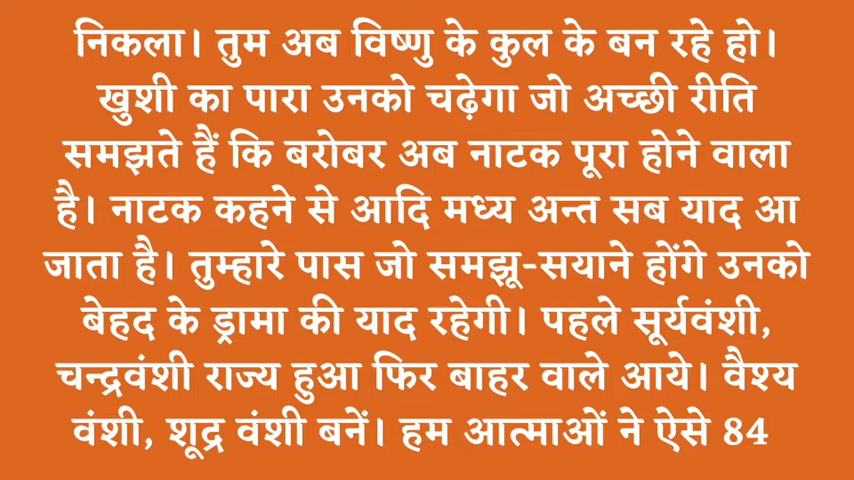 निकला। तुम अब विष्णु के कुल के बन रहे हो।
खुशी का पारा उनको चढ़ेगा जो अच्छी रीति
समझते हैं कि बरोबर अब नाटक पूरा होने वाला
है। नाटक कहने से आदि मध्य अन्त सब याद आ
जाता है। तुम्हारे पास जो समझू-सयाने होंगे उनको
बेहद के ड्रामा की याद रहेगी। पहले सूर्यवंशी,
चन्द्रवंशी राज्य हुआ फिर बाहर वाले आये। वैश्य
वंशी, शूद्र वंशी बनें। हम आत्माओं ने ऐसे 84